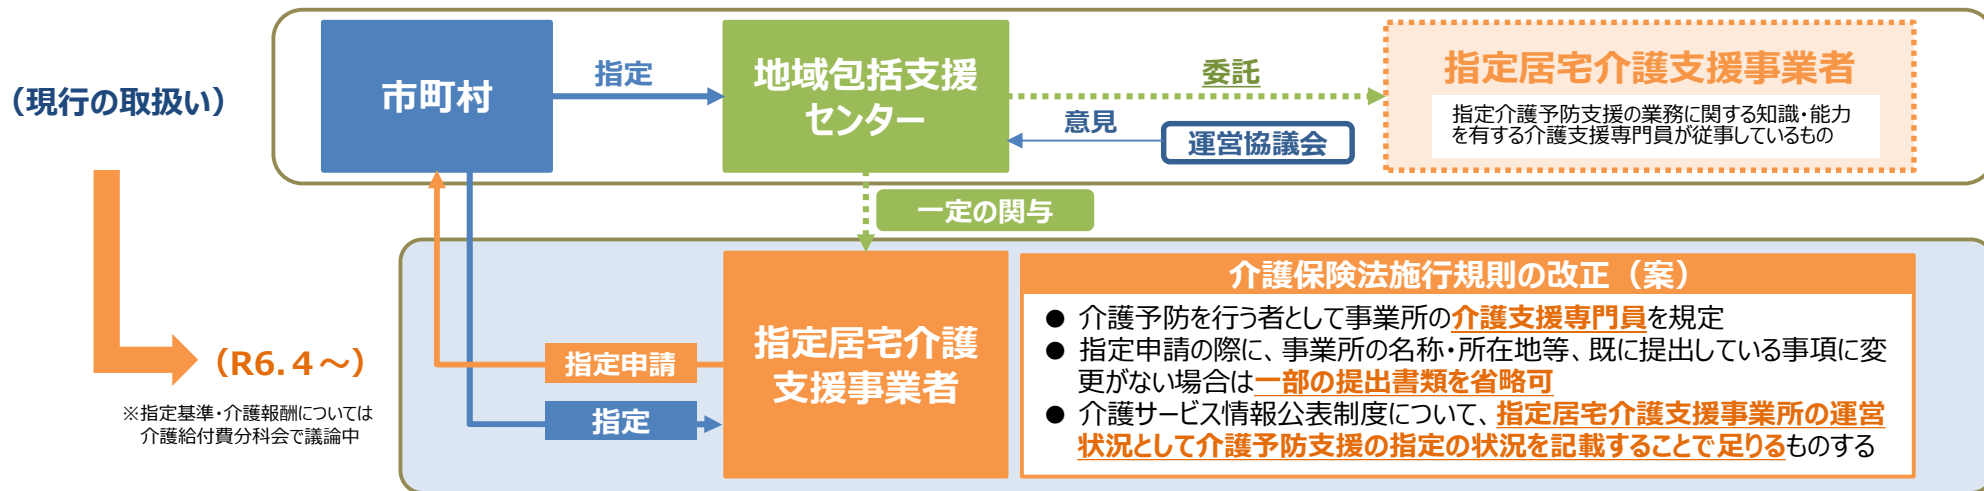 (現行の取扱い)
市町村
指定
地域包括支援
センター
委託
意見
運営協議会
指定居宅介護支援事業者
指定介護予防支援の業務に関する知識・能力
を有する介護支援専門員が従事しているもの
一定の関与
(R6.4~)
※指定基準・介護報酬については
介護給付費分科会で議論中
指定申請
指定
指定居宅介護
支援事業者
介護保険法施行規則の改正(案)
● 介護予防を行う者として事業所の介護支援専門員を規定
● 指定申請の際に、事業所の名称・所在地等、既に提出している事項に変
更がない場合は一部の提出書類を省略可
● 介護サービス情報公表制度について、指定居宅介護支援事業所の運営
状況として介護予防支援の指定の状況を記載することで足りるものする